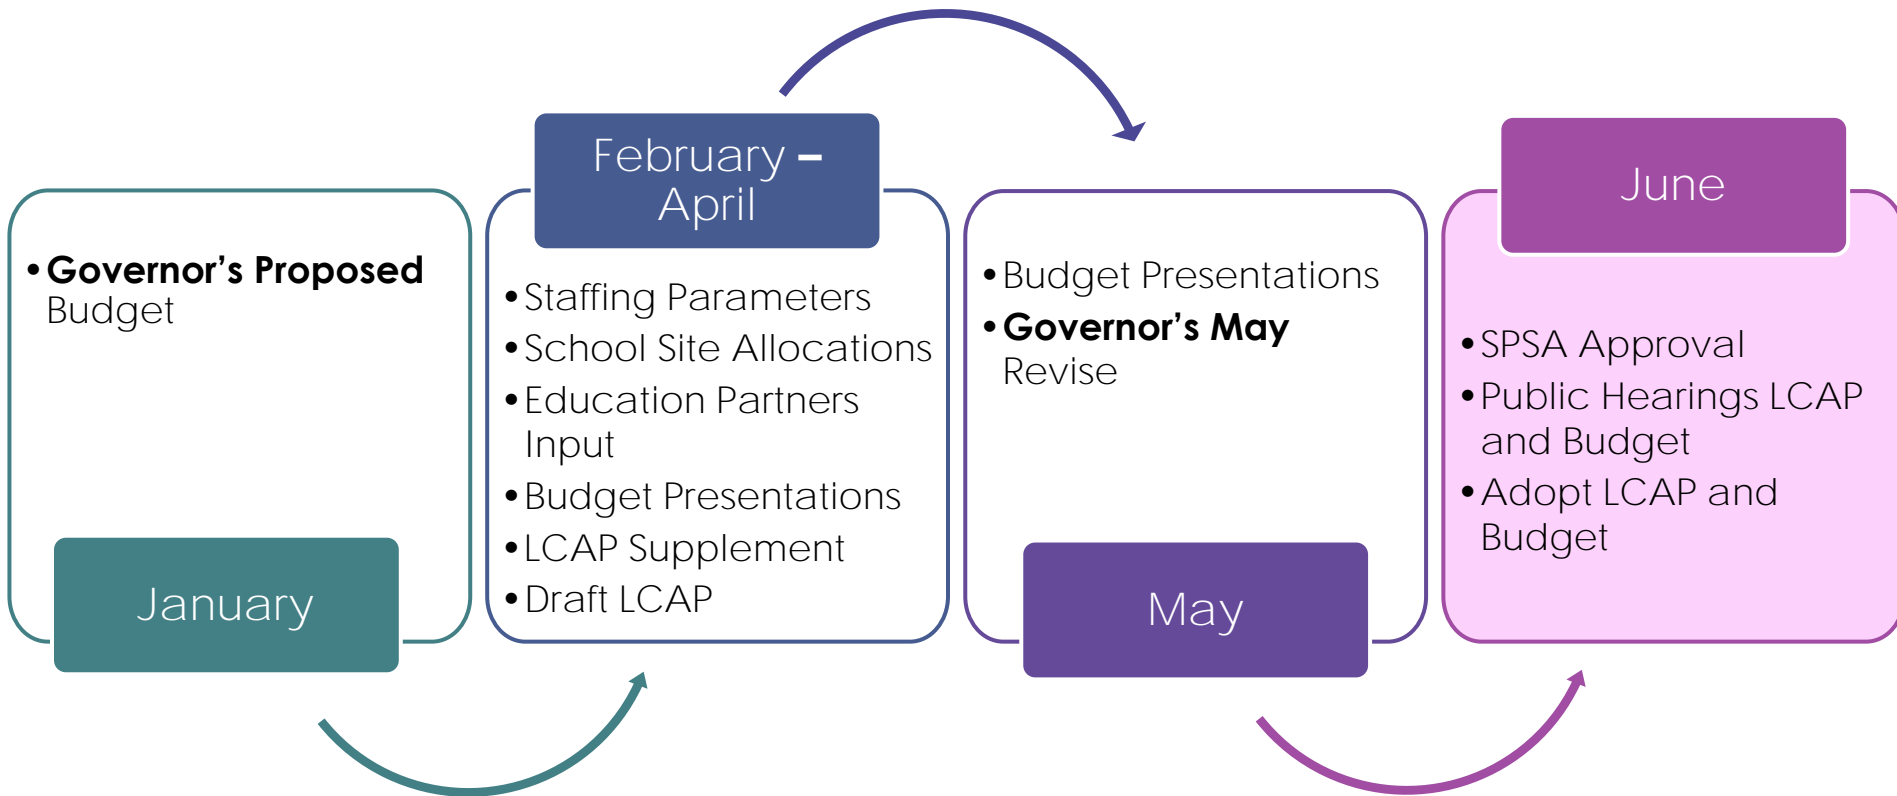 • Governor’s Proposed
Budget
January
February –
April
• Staffing Parameters
• School Site Allocations
• Education Partners
Input
• Budget Presentations
• LCAP Supplement
• Draft LCAP
• Budget Presentations
• Governor’s May
Revise
May
June
• SPSA Approval
• Public Hearings LCAP
and Budget
• Adopt LCAP and
Budget